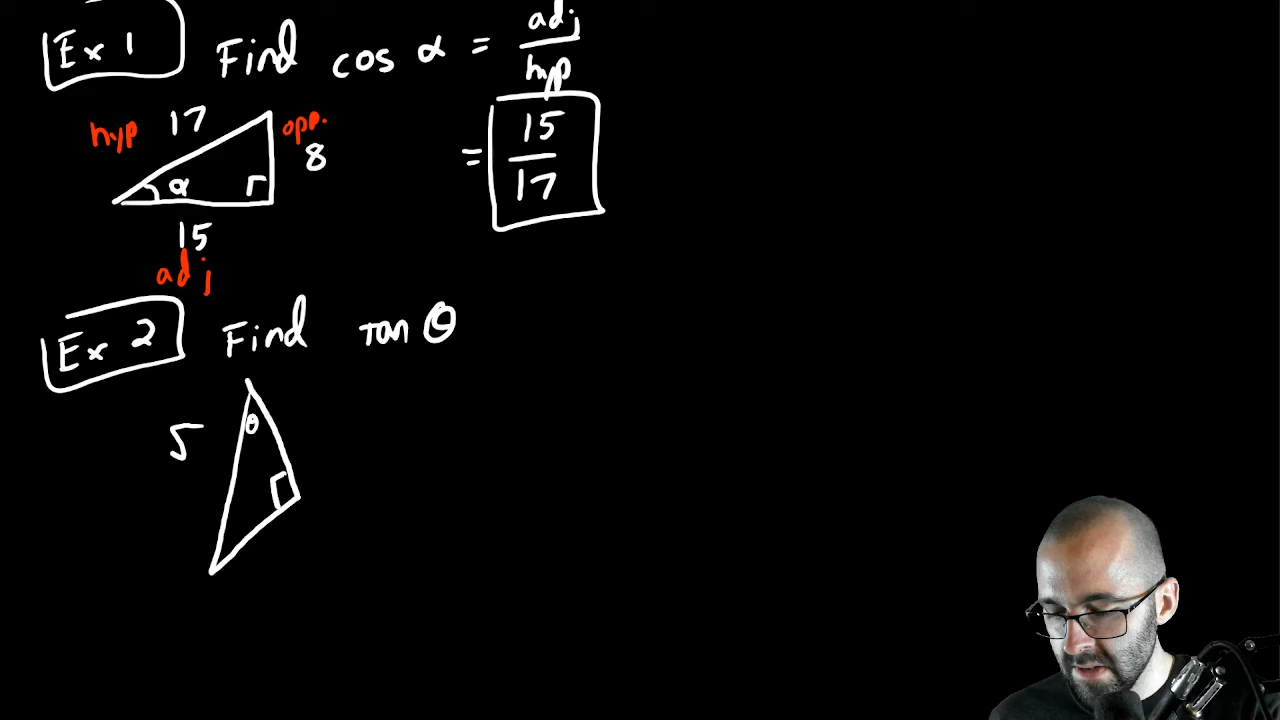 Ex 1 Find cos α = adj/hyp
hyp 17 opp.
8
α
= 15/17
15
adj
Ex 2 Find tan θ
θ
5